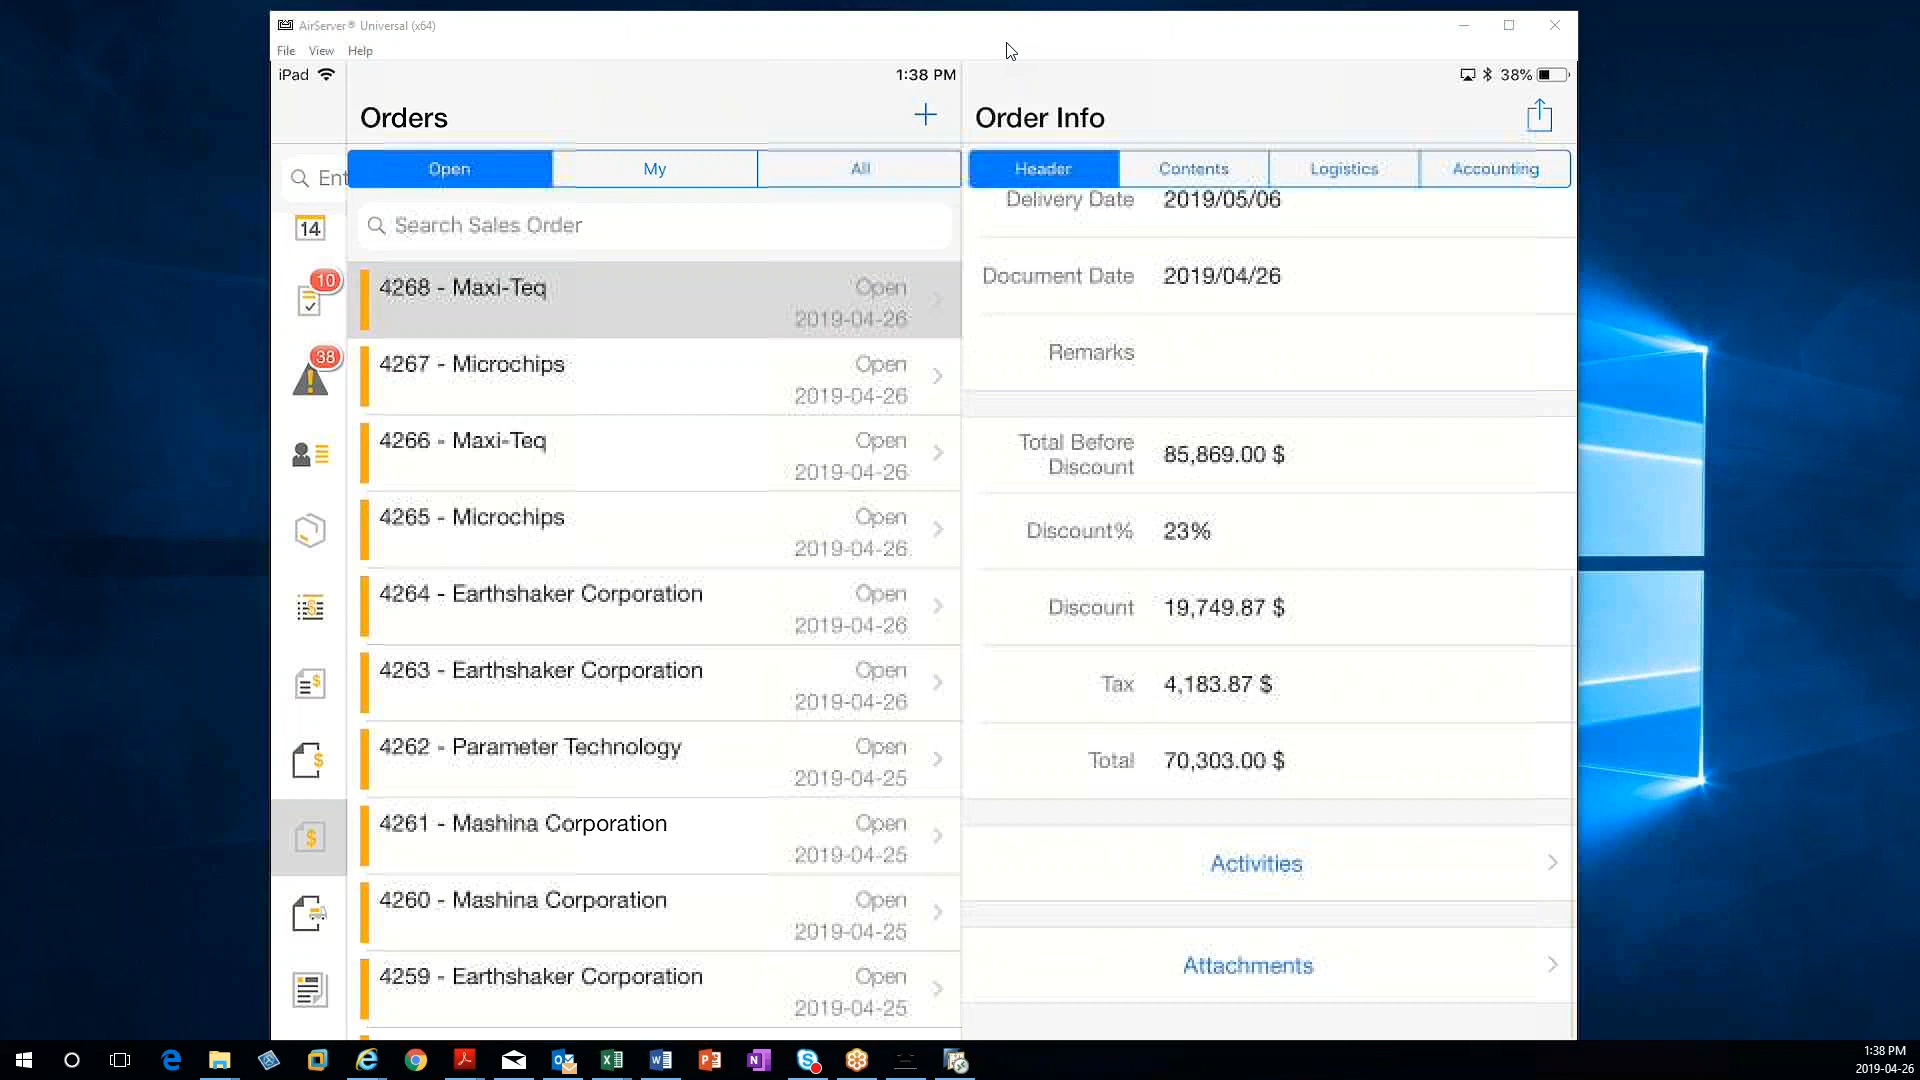 AirServer® Universal (x64)
File View Help
iPad 1:38 PM 38%
Orders
Order Info
Open My All
Header Contents Logistics Accounting
Ent
Search Sales Order
14
10
38
4268 - Maxi-Teq Open
2019-04-26
4267 - Microchips Open
2019-04-26
4266 - Maxi-Teq Open
2019-04-26
4265 - Microchips Open
2019-04-26
4264 - Earthshaker Corporation Open
2019-04-26
4263 - Earthshaker Corporation Open
2019-04-26
4262 - Parameter Technology Open
2019-04-25
4261 - Mashina Corporation Open
2019-04-25
4260 - Mashina Corporation Open
2019-04-25
4259 - Earthshaker Corporation Open
2019-04-25
Delivery Date 2019/05/06
Document Date 2019/04/26
Remarks
Total Before
Discount 85,869.00 $
Discount% 23%
Discount 19,749.87 $
Tax 4,183.87 $
Total 70,303.00 $
Activities
Attachments
1:38 PM
2019-04-26